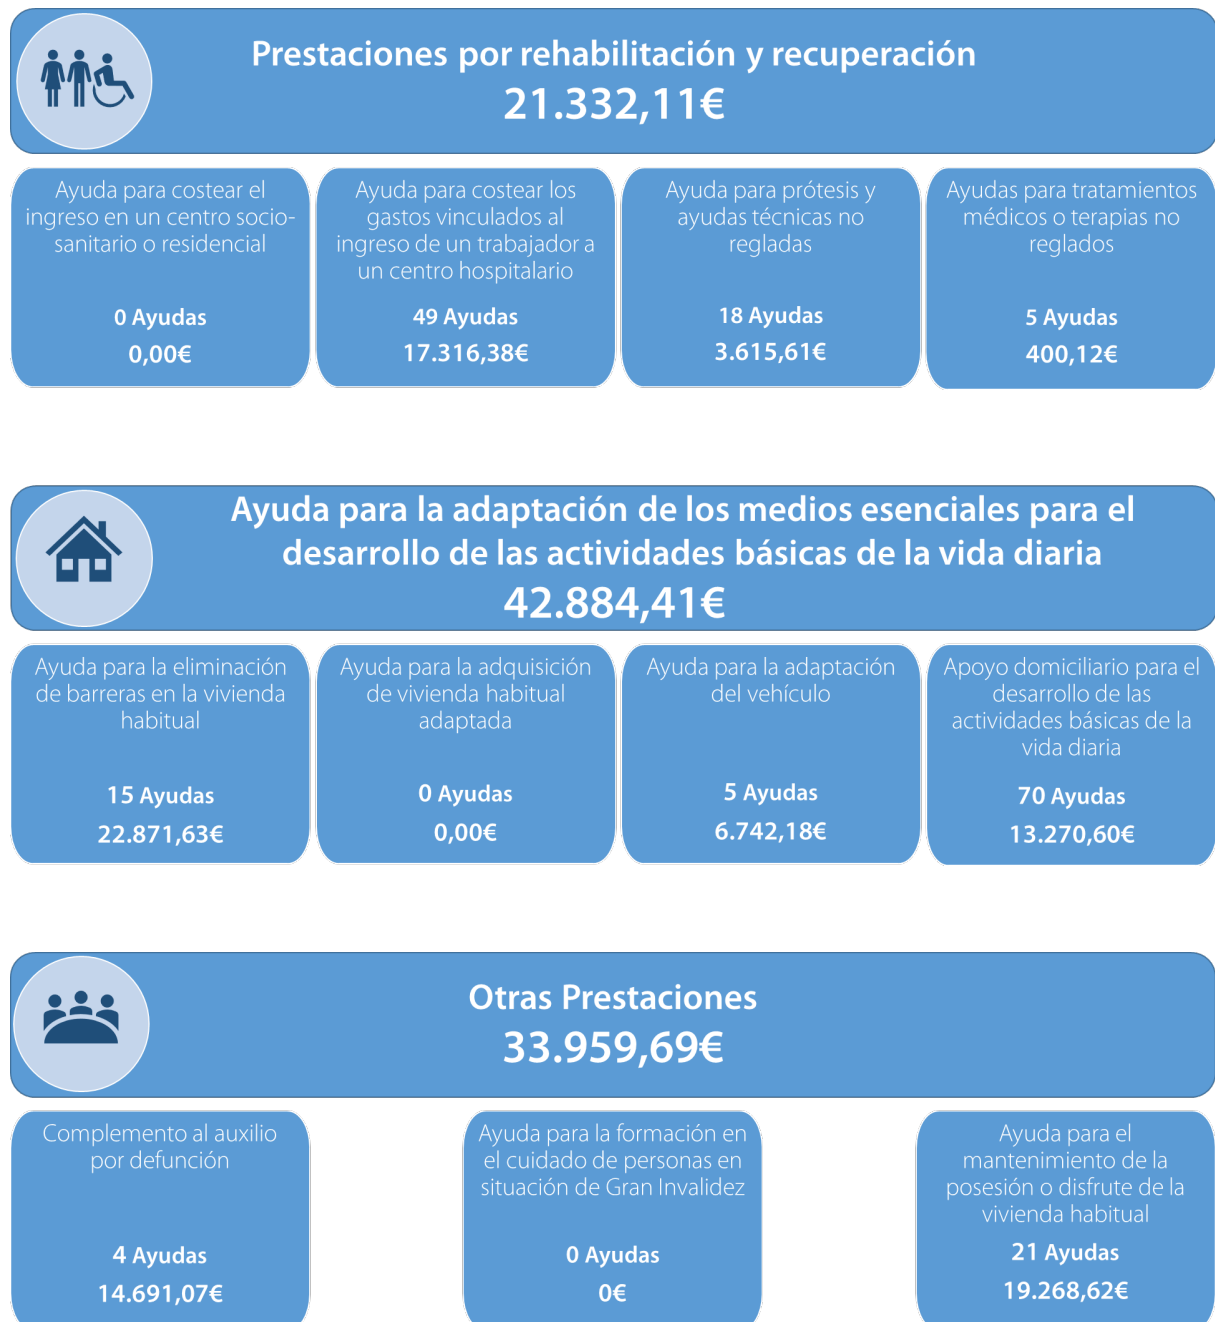 Prestaciones por rehabilitación y recuperación
21.332,11€
Ayuda para costear el
ingreso en un centro socio-
sanitario o residencial
0 Ayudas
0,00€
Ayuda para costear los
gastos vinculados al
ingreso de un trabajador a
un centro hospitalario
49 Ayudas
17.316,38€
Ayuda para prótesis y
ayudas técnicas no
regladas
18 Ayudas
3.615,61€
Ayudas para tratamientos
médicos o terapias no
reglados
5 Ayudas
400,12€
Ayuda para la adaptación de los medios esenciales para el
desarrollo de las actividades básicas de la vida diaria
42.884,41€
Ayuda para la eliminación
de barreras en la vivienda
habitual
15 Ayudas
22.871,63€
Ayuda para la adquisición
de vivienda habitual
adaptada
0 Ayudas
0,00€
Ayuda para la adaptación
del vehículo
5 Ayudas
6.742,18€
Apoyo domiciliario para el
desarrollo de las
actividades básicas de la
vida diaria
70 Ayudas
13.270,60€
Otras Prestaciones
33.959,69€
Complemento al auxilio
por defunción
4 Ayudas
14.691,07€
Ayuda para la formación en
el cuidado de personas en
situación de Gran Invalidez
0 Ayudas
0€
Ayuda para el
mantenimiento de la
posesión o disfrute de la
vivienda habitual
21 Ayudas
19.268,62€